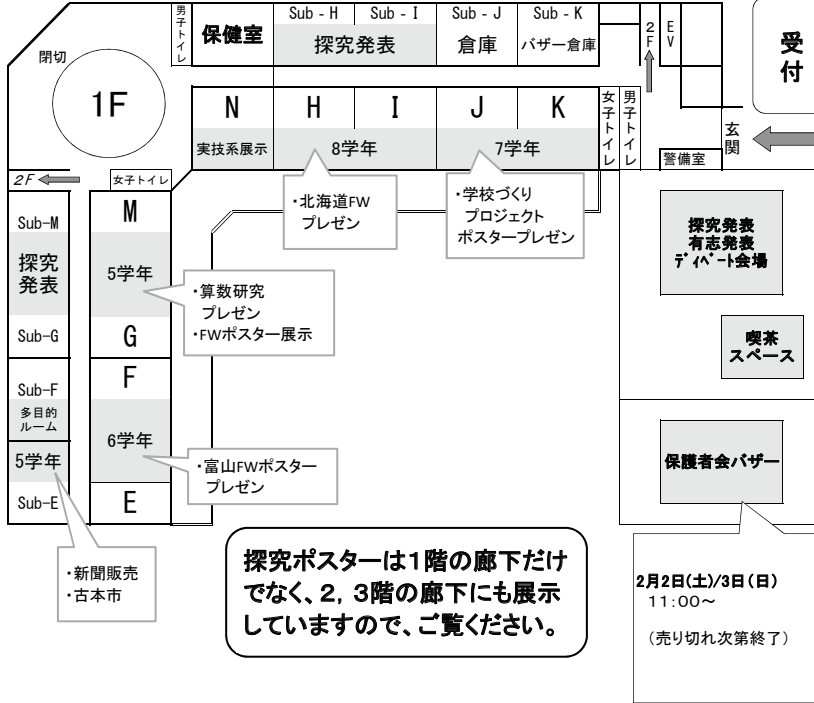 男子トイレ
保健室
Sub - H
Sub - I
Sub - J
Sub - K
探究発表
倉庫
バザー倉庫
2F
EV
受付
閉切
1F
N
H
I
J
K
女子トイレ
男子トイレ
玄関
実技系展示
8学年
7学年
警備室
2F
女子トイレ
・北海道FW
プレゼン
・学校づくり
プロジェクト
ポスタープレゼン
Sub-M
M
探究
発表
5学年
・算数研究
プレゼン
・FWポスター展示
探究発表
有志発表
ディベート会場
Sub-G
G
喫茶
スペース
Sub-F
F
多目的
ルーム
6学年
5学年
・富山FWポスター
プレゼン
保護者会バザー
Sub-E
E
・新聞販売
・古本市
探究ポスターは1階の廊下だけ
でなく、2，3階の廊下にも展示
していますので、ご覧ください。
2月2日(土)/3日(日)
11:00～
（売り切れ次第終了）